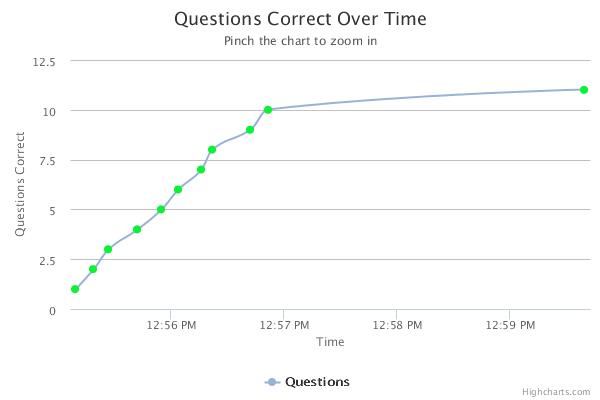 Questions Correct Over Time
Pinch the chart to zoom in
12.5
10
7.5
5
2.5
0
Questions Correct
12:56 PM 12:57 PM 12:58 PM 12:59 PM
Time
Questions
Highcharts.com